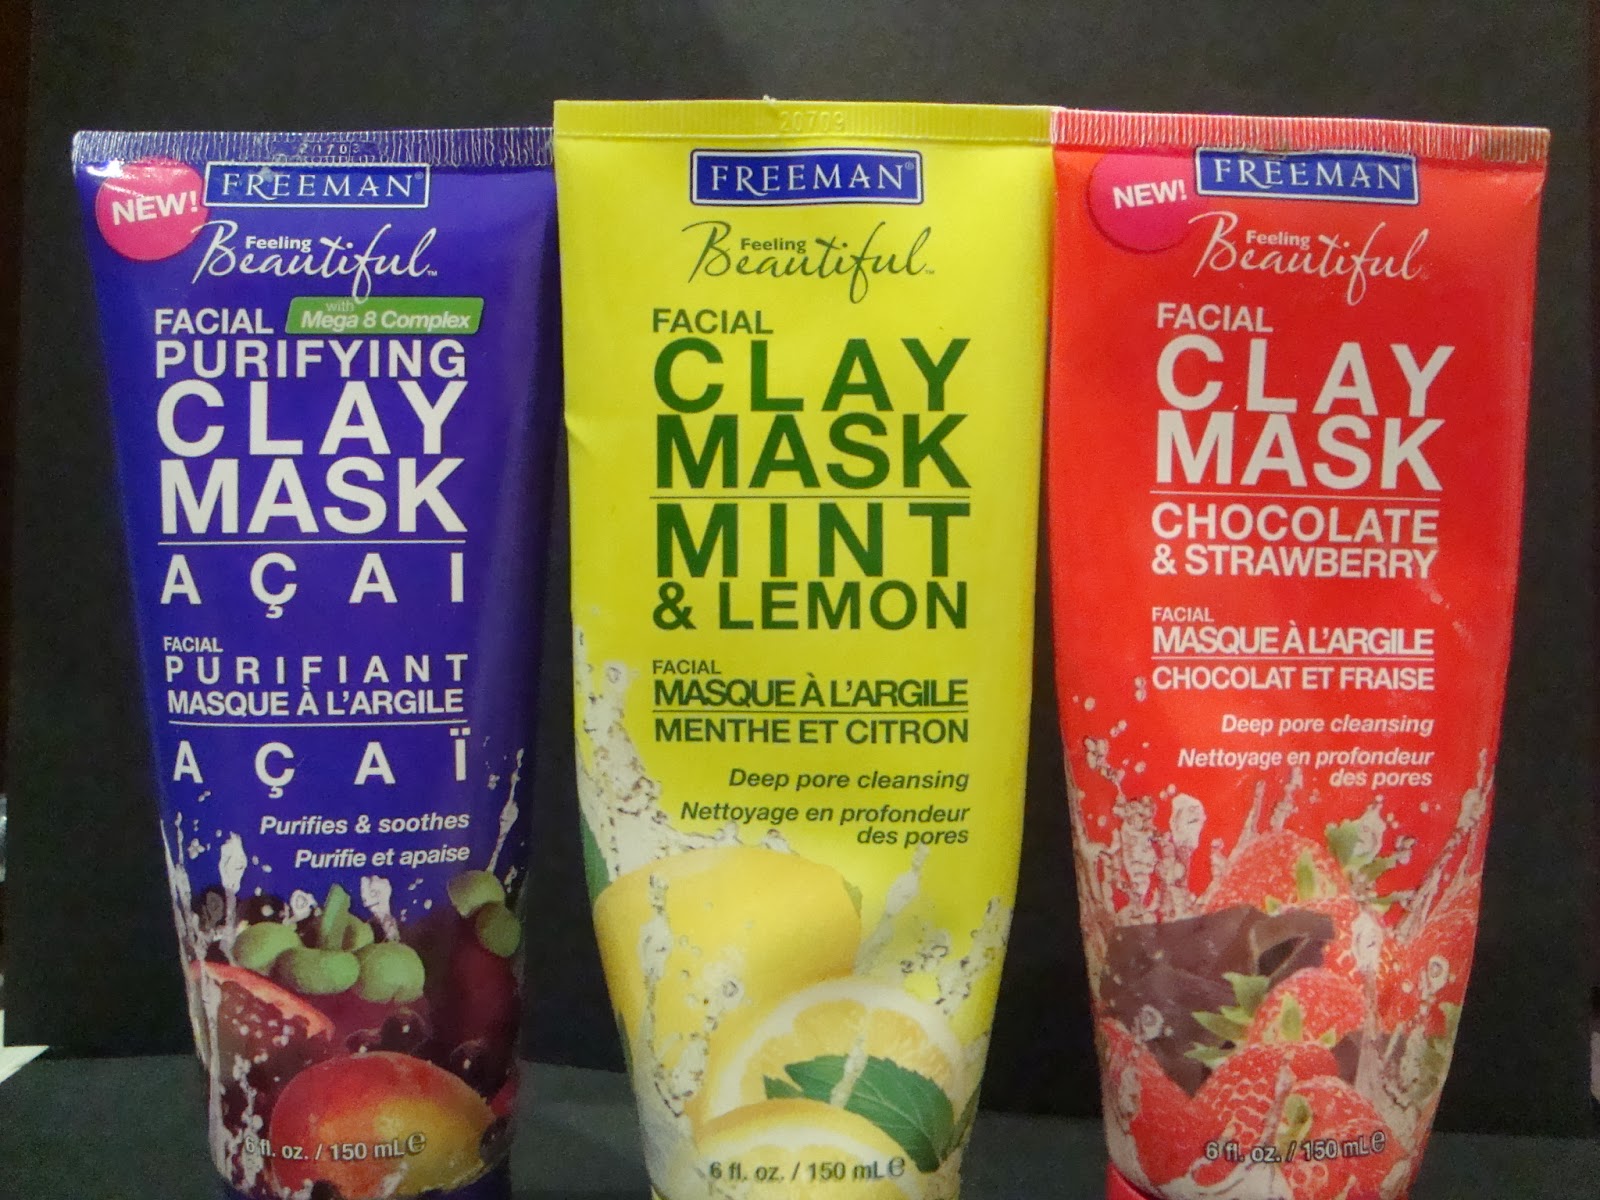 20703
NEW!
FREEMAN®
Feeling
Beautiful™
FACIAL
with
Mega 8 Complex
PURIFYING
CLAY
MASK
AÇAI
FACIAL
PURIFIANT
MASQUE À L'ARGILE
AÇAÏ
Purifies & soothes
Purifie et apaise
6 fl. oz. / 150 mL ℮
20709
FREEMAN®
Feeling
Beautiful™
FACIAL
CLAY
MASK
MINT
& LEMON
FACIAL
MASQUE À L'ARGILE
MENTHE ET CITRON
Deep pore cleansing
Nettoyage en profondeur
des pores
6 fl. oz. / 150 mL ℮
NEW!
FREEMAN®
Feeling
Beautiful
FACIAL
CLAY
MASK
CHOCOLATE
& STRAWBERRY
FACIAL
MASQUE À L'ARGILE
CHOCOLAT ET FRAISE
Deep pore cleansing
Nettoyage en profondeur
des pores
6 fl. oz. / 150 mL ℮